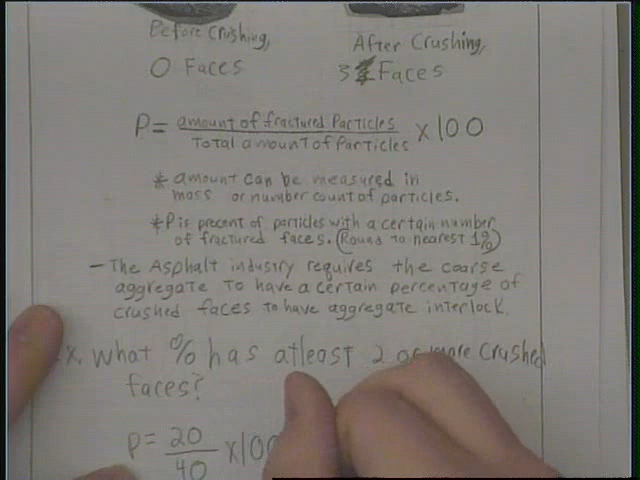 Before Crushing,
After Crushing,
0 Faces
3 Faces
P = amount of fractured Particles / Total amount of Particles × 100
* amount can be measured in
mass or number count of particles.
* P is precent of particles with a certain number
of fractured faces. (Round to nearest 1%)
- The Asphalt industry requires the coarse
aggregate to have a certain percentage of
crushed faces to have aggregate interlock.
x. What % has atleast 2 or more Crushed
faces?
P = 20 / 40 × 100